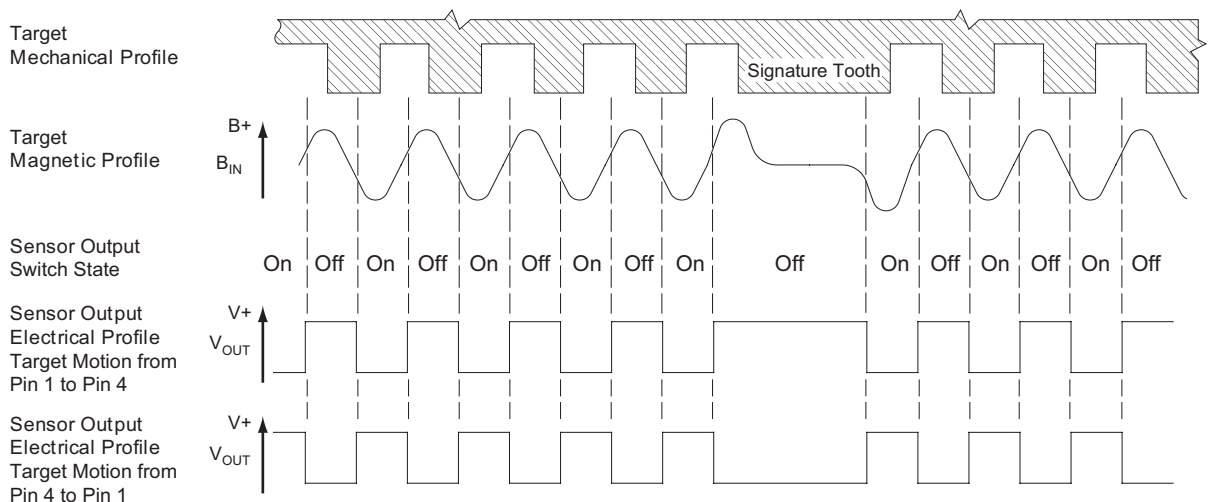 Target
Mechanical Profile
Signature Tooth
Target
Magnetic Profile
B+
BIN
Sensor Output
Switch State
On Off On Off On Off On Off On Off On Off On Off On Off
Sensor Output
Electrical Profile
Target Motion from
Pin 1 to Pin 4
V+
VOUT
Sensor Output
Electrical Profile
Target Motion from
Pin 4 to Pin 1
V+
VOUT